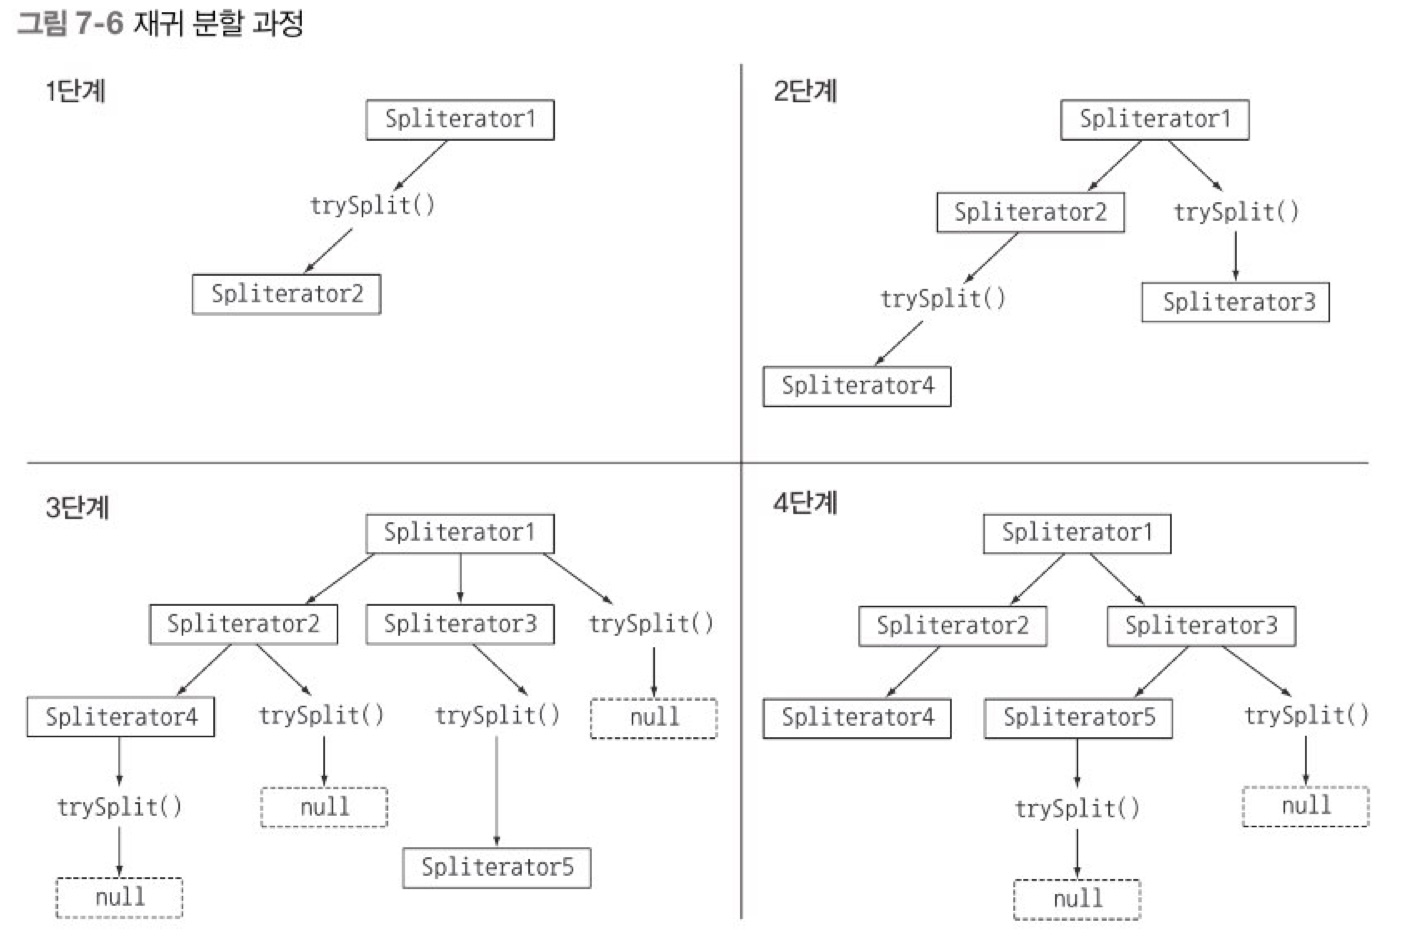 그림 7-6 재귀 분할 과정
1단계
Spliterator1
trySplit()
Spliterator2
2단계
Spliterator1
Spliterator2
trySplit()
trySplit()
Spliterator3
Spliterator4
3단계
Spliterator1
Spliterator2
Spliterator3
trySplit()
Spliterator4
trySplit()
trySplit()
null
trySplit()
null
Spliterator5
null
4단계
Spliterator1
Spliterator2
Spliterator3
Spliterator4
Spliterator5
trySplit()
trySplit()
null
null